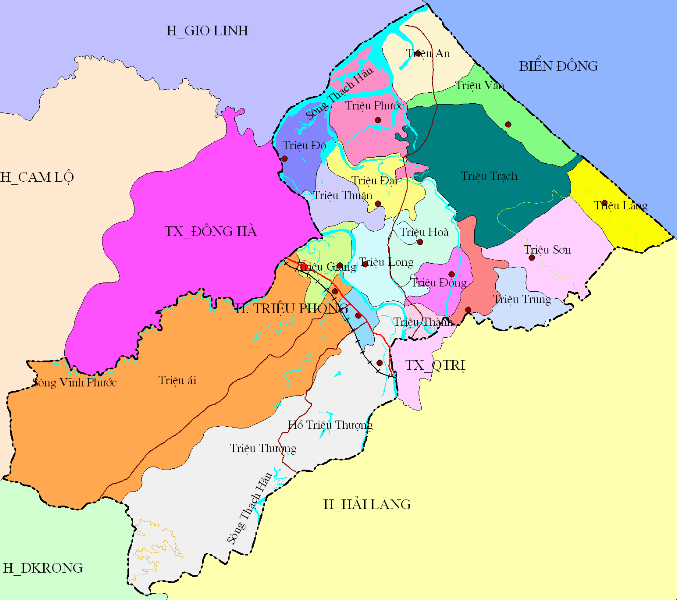 H_GIO LINH
Triệu An
BIỂN ĐÔNG
Sông Thạch Hãn
Triệu Vân
Triệu Phước
Triệu Độ
H_CAM LỘ
Triệu Đại
Triệu Trạch
Triệu Thuận
Triệu Lăng
TX_ĐÔNG HÀ
Triệu Hoà
Triệu Sơn
Triệu Giang
Triệu Long
Triệu Đông
Triệu Trung
H. TRIỆU PHONG
Triệu Thành
TX_QTRỊ
Sông Vĩnh Phước
Triệu ái
Hồ Triệu Thượng
Triệu Thượng
Sông Thạch Hãn
H_HẢI LĂNG
H_DKRONG